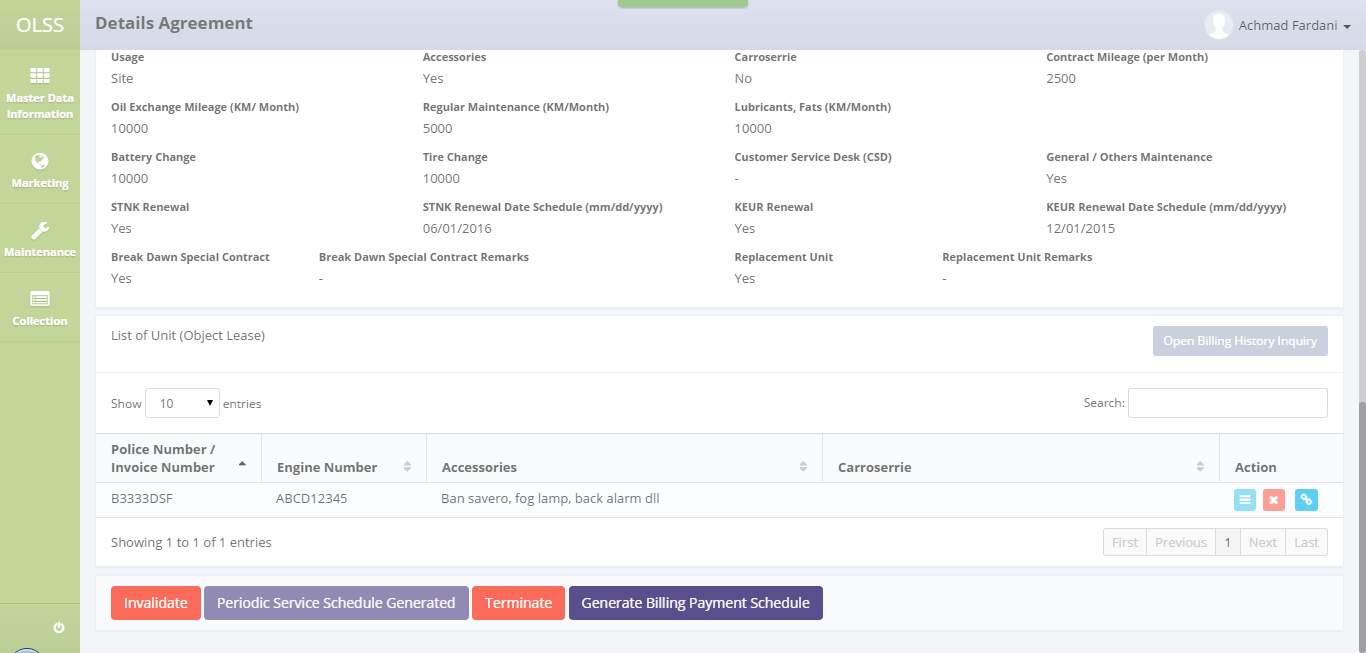 OLSS
Details Agreement
Achmad Fardani
Master Data
Information
Marketing
Maintenance
Collection
Usage Accessories Carroserrie Contract Mileage (per Month)
Site Yes No 2500
Oil Exchange Mileage (KM/ Month) Regular Maintenance (KM/Month) Lubricants, Fats (KM/Month)
10000 5000 10000
Battery Change Tire Change Customer Service Desk (CSD) General / Others Maintenance
10000 10000 - Yes
STNK Renewal STNK Renewal Date Schedule (mm/dd/yyyy) KEUR Renewal KEUR Renewal Date Schedule (mm/dd/yyyy)
Yes 06/01/2016 Yes 12/01/2015
Break Dawn Special Contract Break Dawn Special Contract Remarks Replacement Unit Replacement Unit Remarks
Yes - Yes -
List of Unit (Object Lease)
Open Billing History Inquiry
Show 10 entries Search:
Police Number /
Invoice Number Engine Number Accessories Carroserrie Action
B3333DSF ABCD12345 Ban savero, fog lamp, back alarm dll
Showing 1 to 1 of 1 entries First Previous 1 Next Last
Invalidate Periodic Service Schedule Generated Terminate Generate Billing Payment Schedule